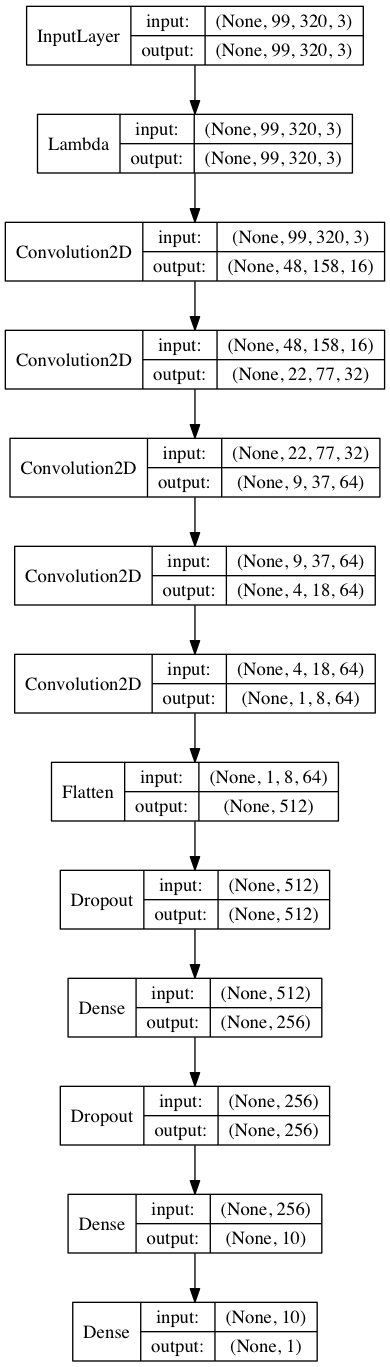 InputLayer input: (None, 99, 320, 3)
output: (None, 99, 320, 3)
Lambda input: (None, 99, 320, 3)
output: (None, 99, 320, 3)
Convolution2D input: (None, 99, 320, 3)
output: (None, 48, 158, 16)
Convolution2D input: (None, 48, 158, 16)
output: (None, 22, 77, 32)
Convolution2D input: (None, 22, 77, 32)
output: (None, 9, 37, 64)
Convolution2D input: (None, 9, 37, 64)
output: (None, 4, 18, 64)
Convolution2D input: (None, 4, 18, 64)
output: (None, 1, 8, 64)
Flatten input: (None, 1, 8, 64)
output: (None, 512)
Dropout input: (None, 512)
output: (None, 512)
Dense input: (None, 512)
output: (None, 256)
Dropout input: (None, 256)
output: (None, 256)
Dense input: (None, 256)
output: (None, 10)
Dense input: (None, 10)
output: (None, 1)